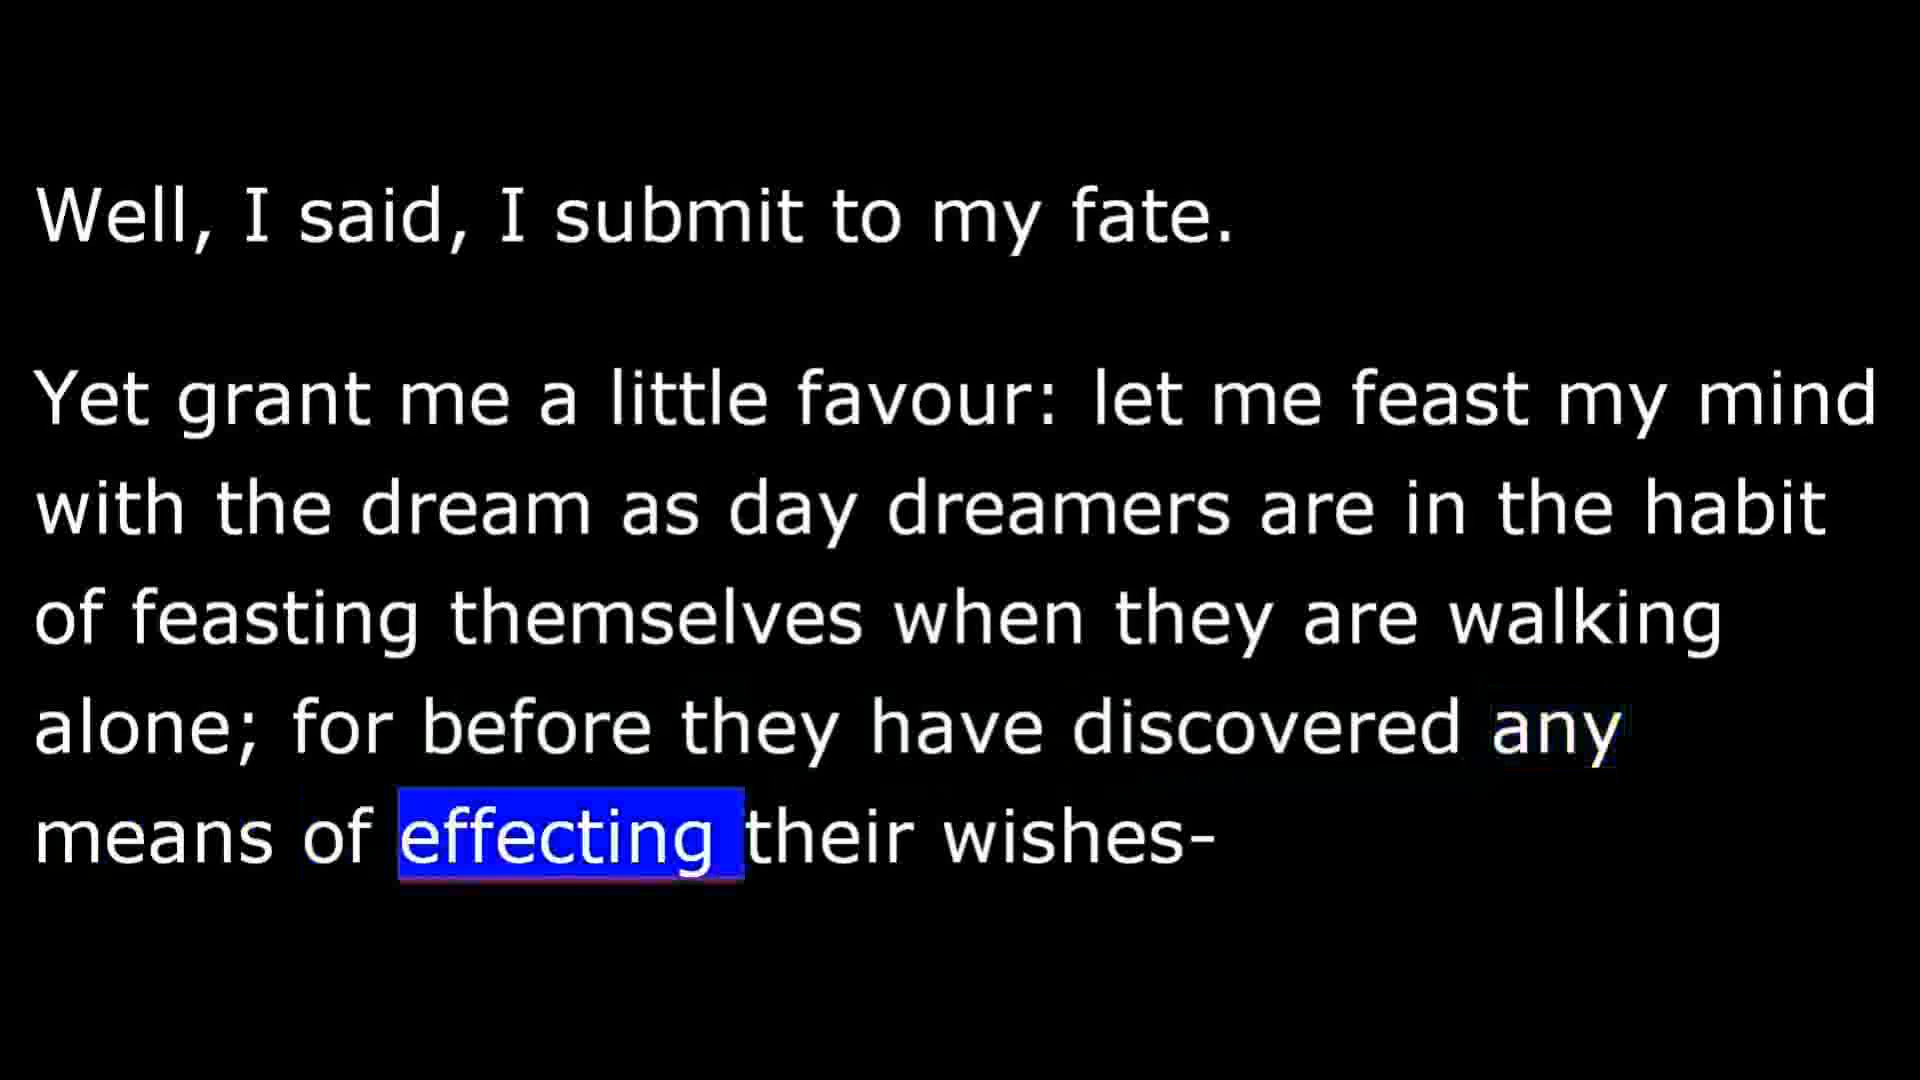 Well, I said, I submit to my fate.
Yet grant me a little favour: let me feast my mind
with the dream as day dreamers are in the habit
of feasting themselves when they are walking
alone; for before they have discovered any
means of effecting their wishes-